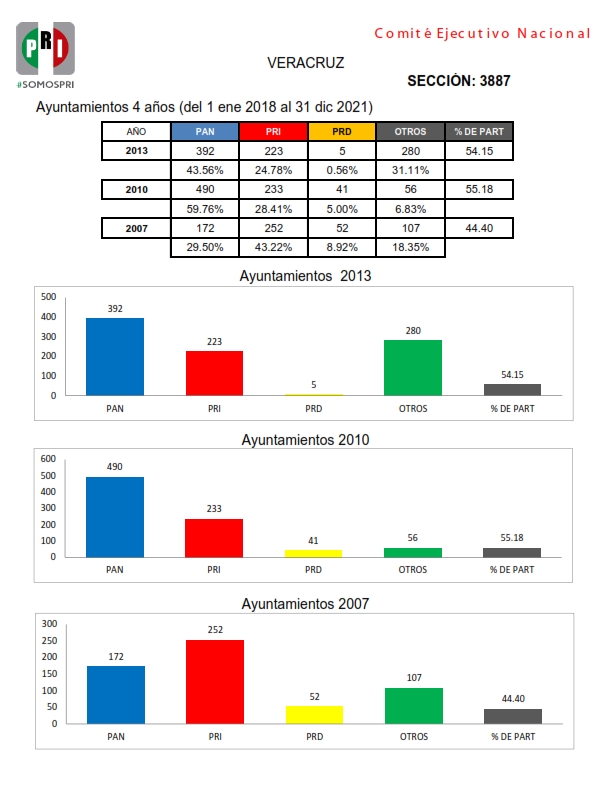 Comité Ejecutivo Nacional
PRI
#SOMOSPRI
VERACRUZ
SECCIÓN: 3887
Ayuntamientos 4 años (del 1 ene 2018 al 31 dic 2021)
AÑO PAN PRI PRD OTROS % DE PART
2013 392 223 5 280 54.15
43.56% 24.78% 0.56% 31.11%
2010 490 233 41 56 55.18
59.76% 28.41% 5.00% 6.83%
2007 172 252 52 107 44.40
29.50% 43.22% 8.92% 18.35%
Ayuntamientos 2013
500
400
300
200
100
0
392
223
5
280
54.15
PAN PRI PRD OTROS % DE PART
Ayuntamientos 2010
600
500
400
300
200
100
0
490
233
41
56
55.18
PAN PRI PRD OTROS % DE PART
Ayuntamientos 2007
300
250
200
150
100
50
0
172
252
52
107
44.40
PAN PRI PRD OTROS % DE PART